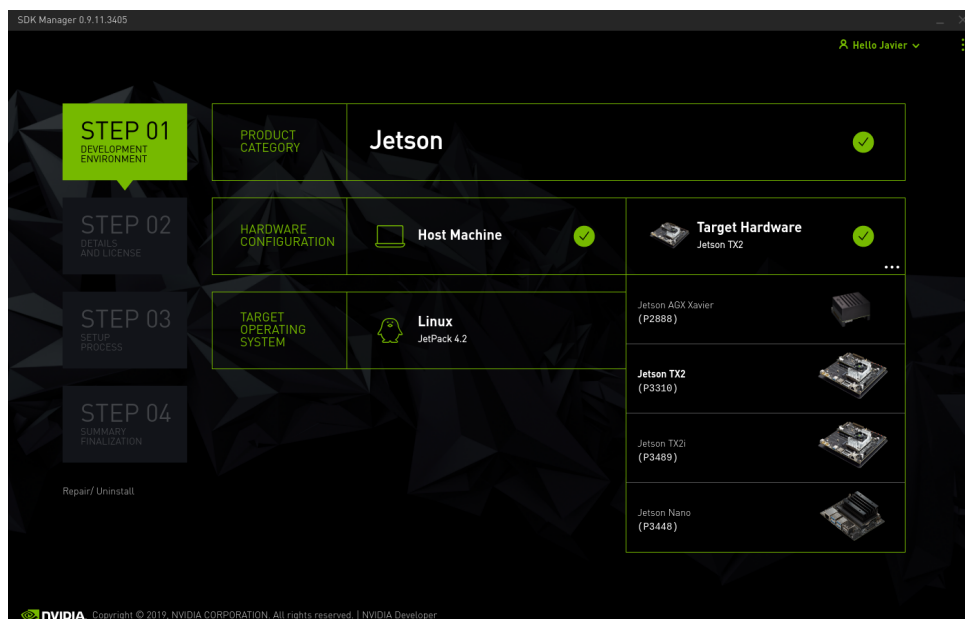 SDK Manager 0.9.11.3405
Hello Javier
STEP 01
DEVELOPMENT
ENVIRONMENT
PRODUCT
CATEGORY
Jetson
STEP 02
DETAILS
AND LICENSE
HARDWARE
CONFIGURATION
Host Machine
Target Hardware
Jetson TX2
...
STEP 03
SETUP
PROCESS
TARGET
OPERATING
SYSTEM
Linux
JetPack 4.2
Jetson AGX Xavier
(P2888)
Jetson TX2
(P3310)
Jetson TX2i
(P3489)
Jetson Nano
(P3448)
STEP 04
SUMMARY
FINALIZATION
Repair/ Uninstall
NVIDIA. Copyright © 2019, NVIDIA CORPORATION. All rights reserved. | NVIDIA Developer